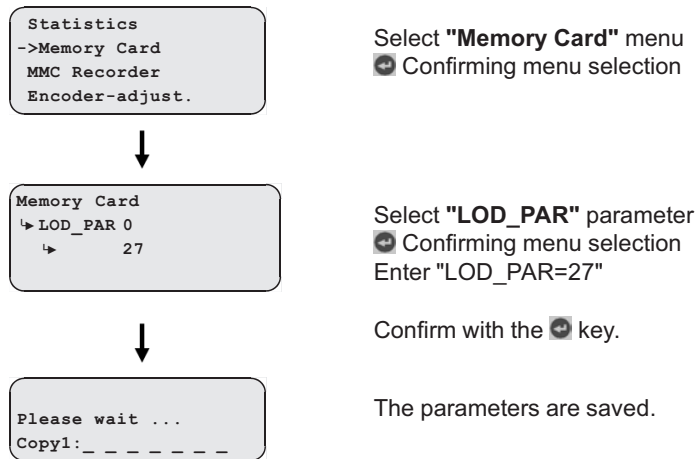 Statistics
->Memory Card
MMC Recorder
Encoder-adjust.
Select "Memory Card" menu
Confirming menu selection
Memory Card
↳ LOD_PAR 0
↳ 27
Select "LOD_PAR" parameter
Confirming menu selection
Enter "LOD_PAR=27"
Confirm with the key.
Please wait ...
Copy1:_ _ _ _ _ _ _
The parameters are saved.